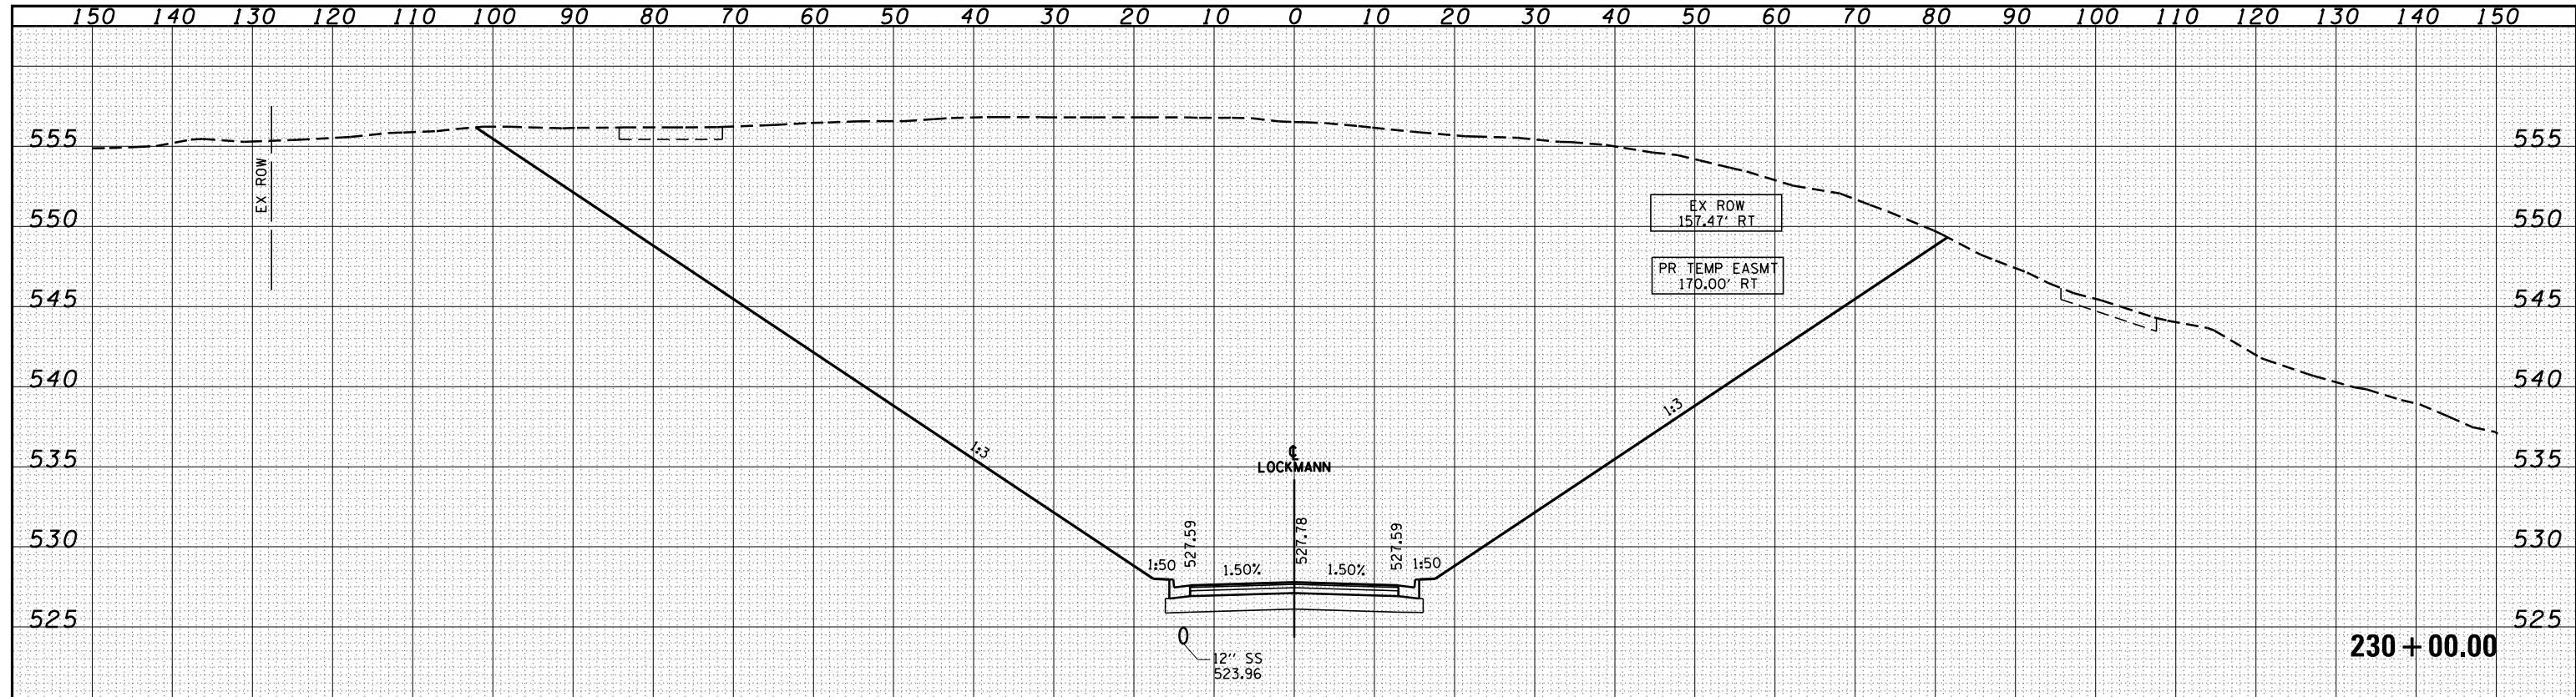 150 140 130 120 110 100 90 80 70 60 50 40 30 20 10 0 10 20 30 40 50 60 70 80 90 100 110 120 130 140 150
555 555
EX ROW
550 550
EX ROW
157.47' RT
545 545
PR TEMP EASMT
170.00' RT
540 540
1:3
1:3
535 535
℄
LOCKMANN
530 530
1:50
527.59
1.50%
527.78
1.50%
527.59
1:50
525 525
12'' SS
523.96
230 + 00.00